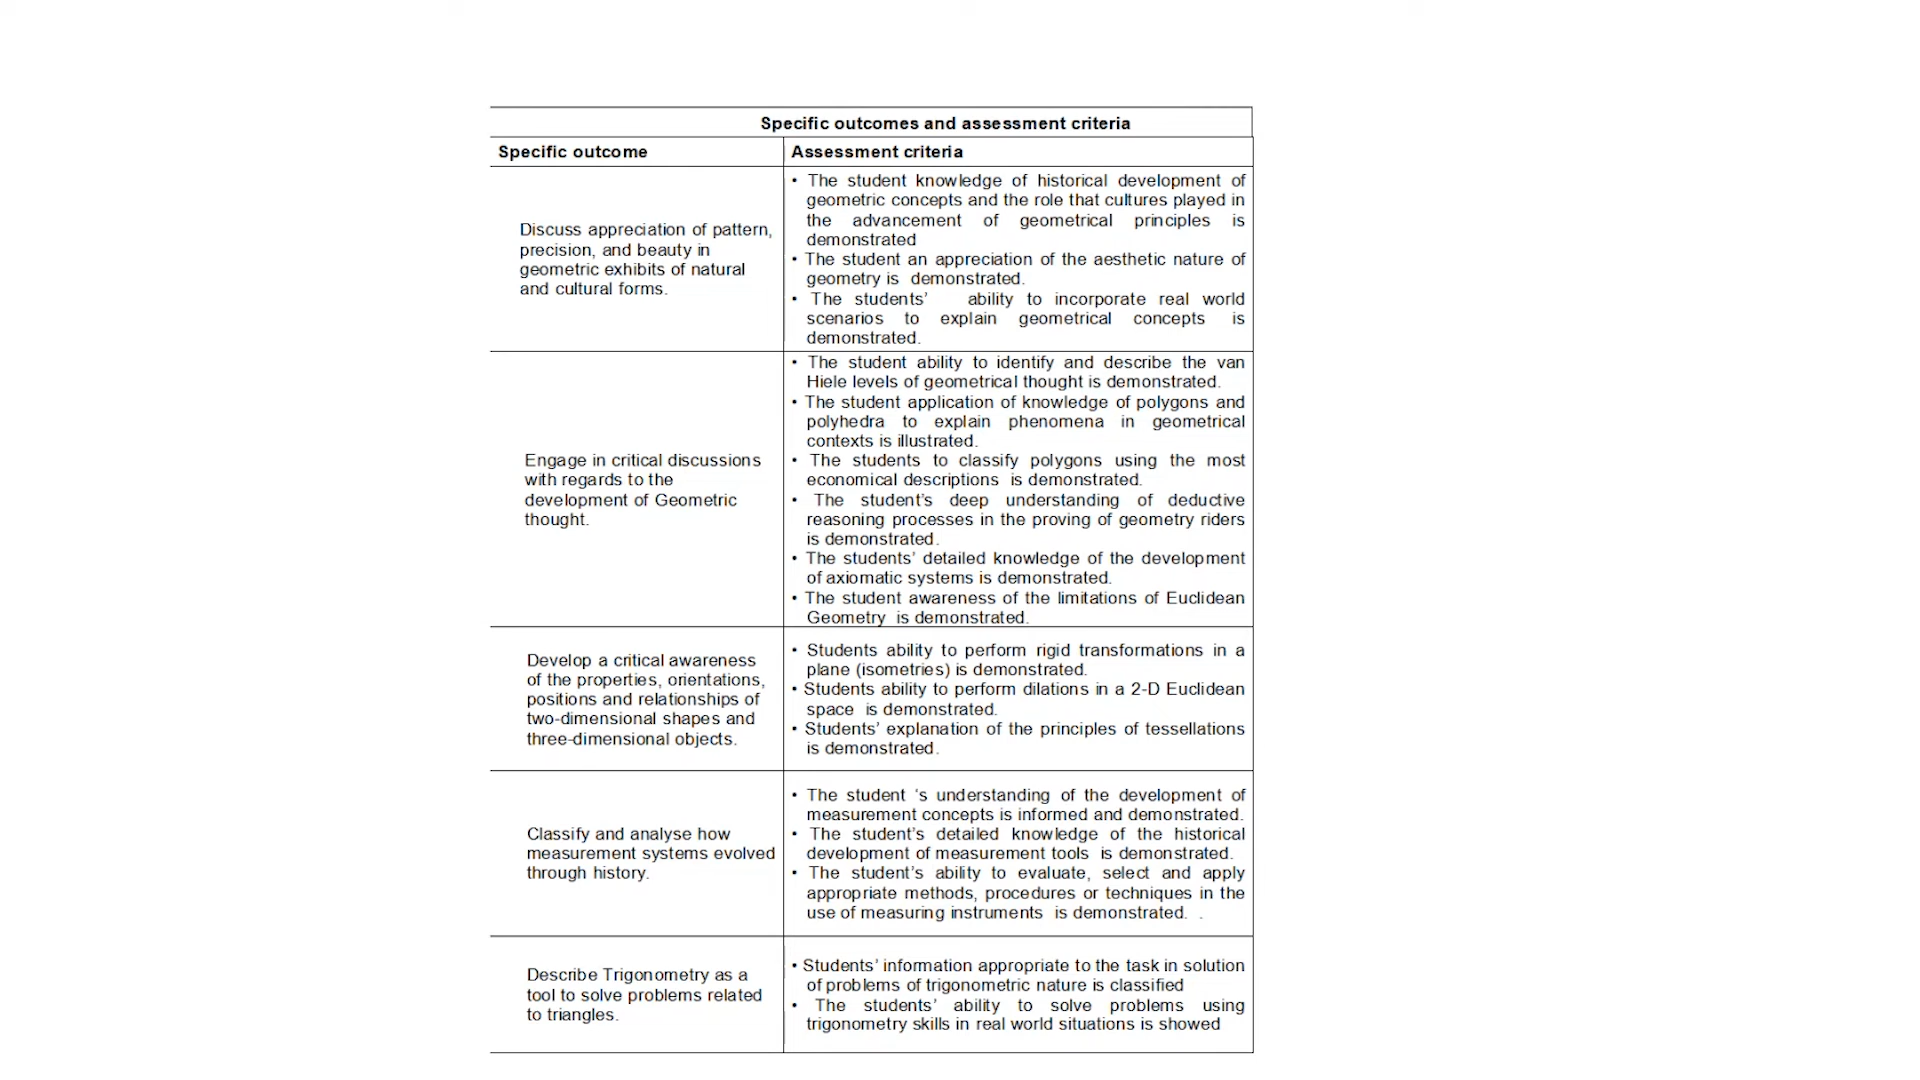 Specific outcomes and assessment criteria
Specific outcome
Assessment criteria
Discuss appreciation of pattern,
precision, and beauty in
geometric exhibits of natural
and cultural forms.
• The student knowledge of historical development of
geometric concepts and the role that cultures played in
the advancement of geometrical principles is
demonstrated
• The student an appreciation of the aesthetic nature of
geometry is demonstrated.
• The students’ ability to incorporate real world
scenarios to explain geometrical concepts is
demonstrated.
Engage in critical discussions
with regards to the
development of Geometric
thought.
• The student ability to identify and describe the van
Hiele levels of geometrical thought is demonstrated.
• The student application of knowledge of polygons and
polyhedra to explain phenomena in geometrical
contexts is illustrated.
• The students to classify polygons using the most
economical descriptions is demonstrated.
• The student’s deep understanding of deductive
reasoning processes in the proving of geometry riders
is demonstrated.
• The students’ detailed knowledge of the development
of axiomatic systems is demonstrated.
• The student awareness of the limitations of Euclidean
Geometry is demonstrated.
Develop a critical awareness
of the properties, orientations,
positions and relationships of
two-dimensional shapes and
three-dimensional objects.
• Students ability to perform rigid transformations in a
plane (isometries) is demonstrated.
• Students ability to perform dilations in a 2-D Euclidean
space is demonstrated.
• Students’ explanation of the principles of tessellations
is demonstrated.
Classify and analyse how
measurement systems evolved
through history.
• The student ‘s understanding of the development of
measurement concepts is informed and demonstrated.
• The student’s detailed knowledge of the historical
development of measurement tools is demonstrated.
• The student’s ability to evaluate, select and apply
appropriate methods, procedures or techniques in the
use of measuring instruments is demonstrated. .
Describe Trigonometry as a
tool to solve problems related
to triangles.
• Students’ information appropriate to the task in solution
of problems of trigonometric nature is classified
• The students’ ability to solve problems using
trigonometry skills in real world situations is showed